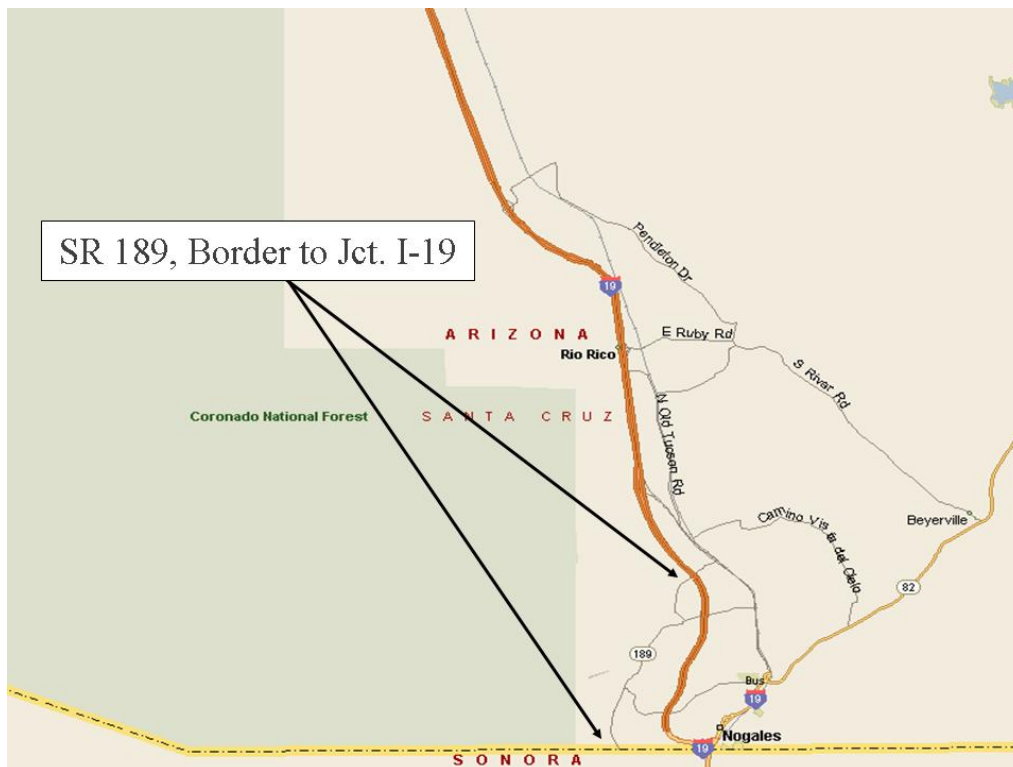 SR 189, Border to Jct. I-19
Pendleton Dr
19
ARIZONA
E Ruby Rd
Rio Rico
S River Rd
Coronado National Forest
SANTA CRUZ
N Old Tucson Rd
Camino Vista del Cielo
Beyerville
82
189
Bus
19
Nogales
19
SONORA